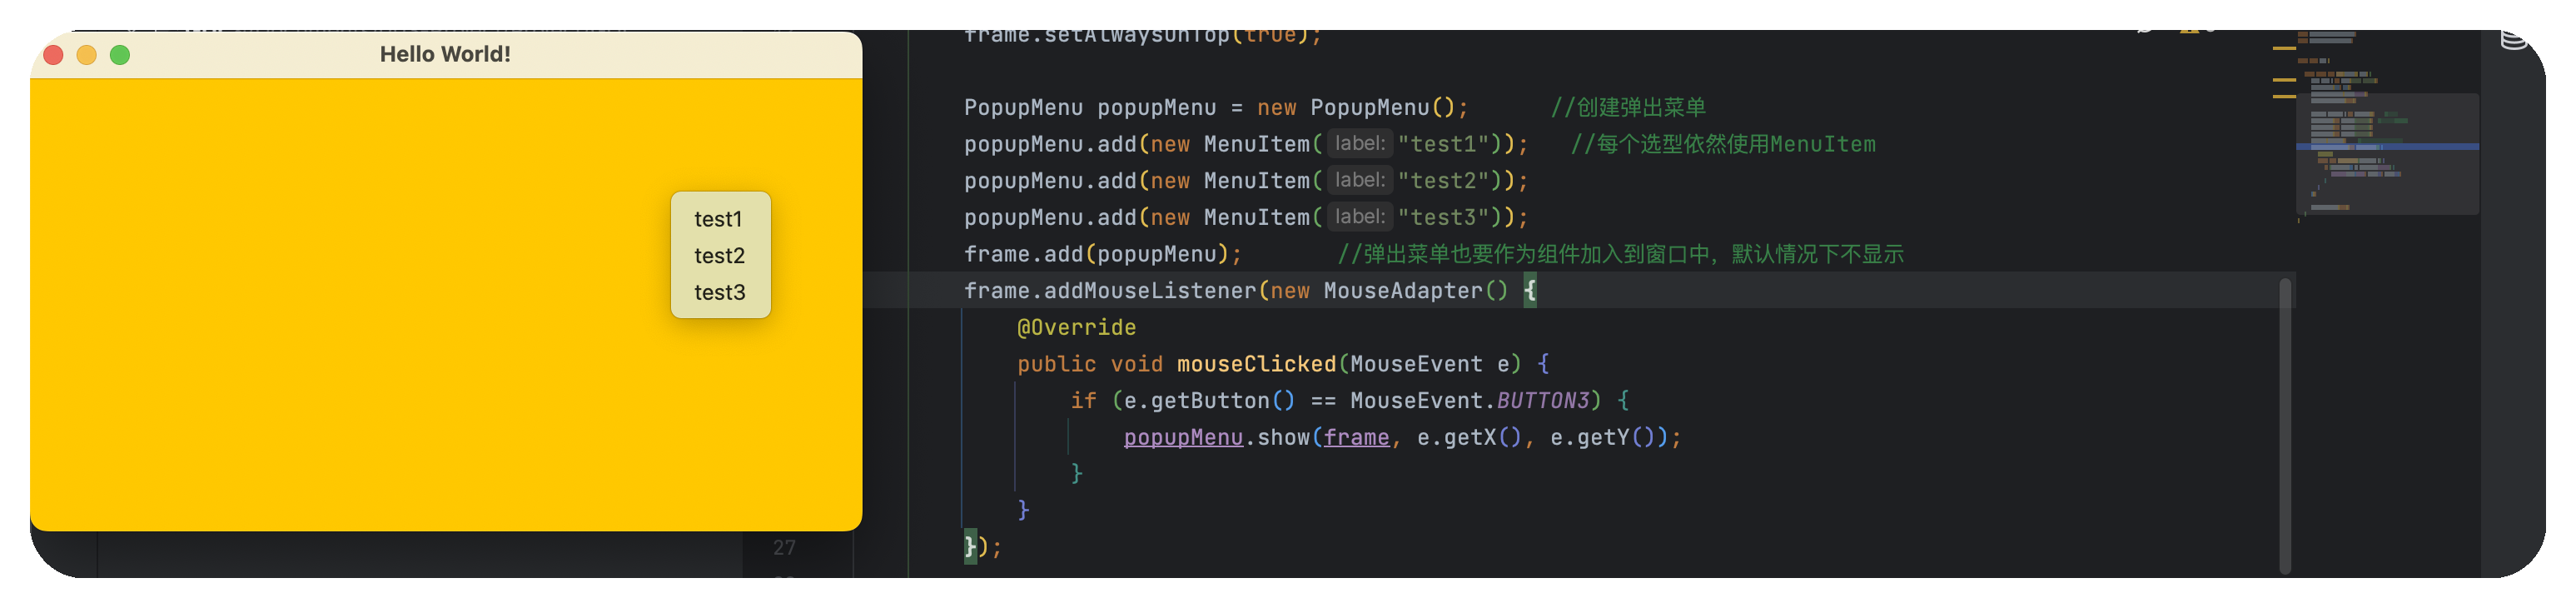 Hello World!
test1
test2
test3
frame.setAlwaysOnTop(true);
PopupMenu popupMenu = new PopupMenu(); //创建弹出菜单
popupMenu.add(new MenuItem( label: "test1")); //每个选型依然使用MenuItem
popupMenu.add(new MenuItem( label: "test2"));
popupMenu.add(new MenuItem( label: "test3"));
frame.add(popupMenu); //弹出菜单也要作为组件加入到窗口中，默认情况下不显示
frame.addMouseListener(new MouseAdapter() {
@Override
public void mouseClicked(MouseEvent e) {
if (e.getButton() == MouseEvent.BUTTON3) {
popupMenu.show(frame, e.getX(), e.getY());
}
}
27 });